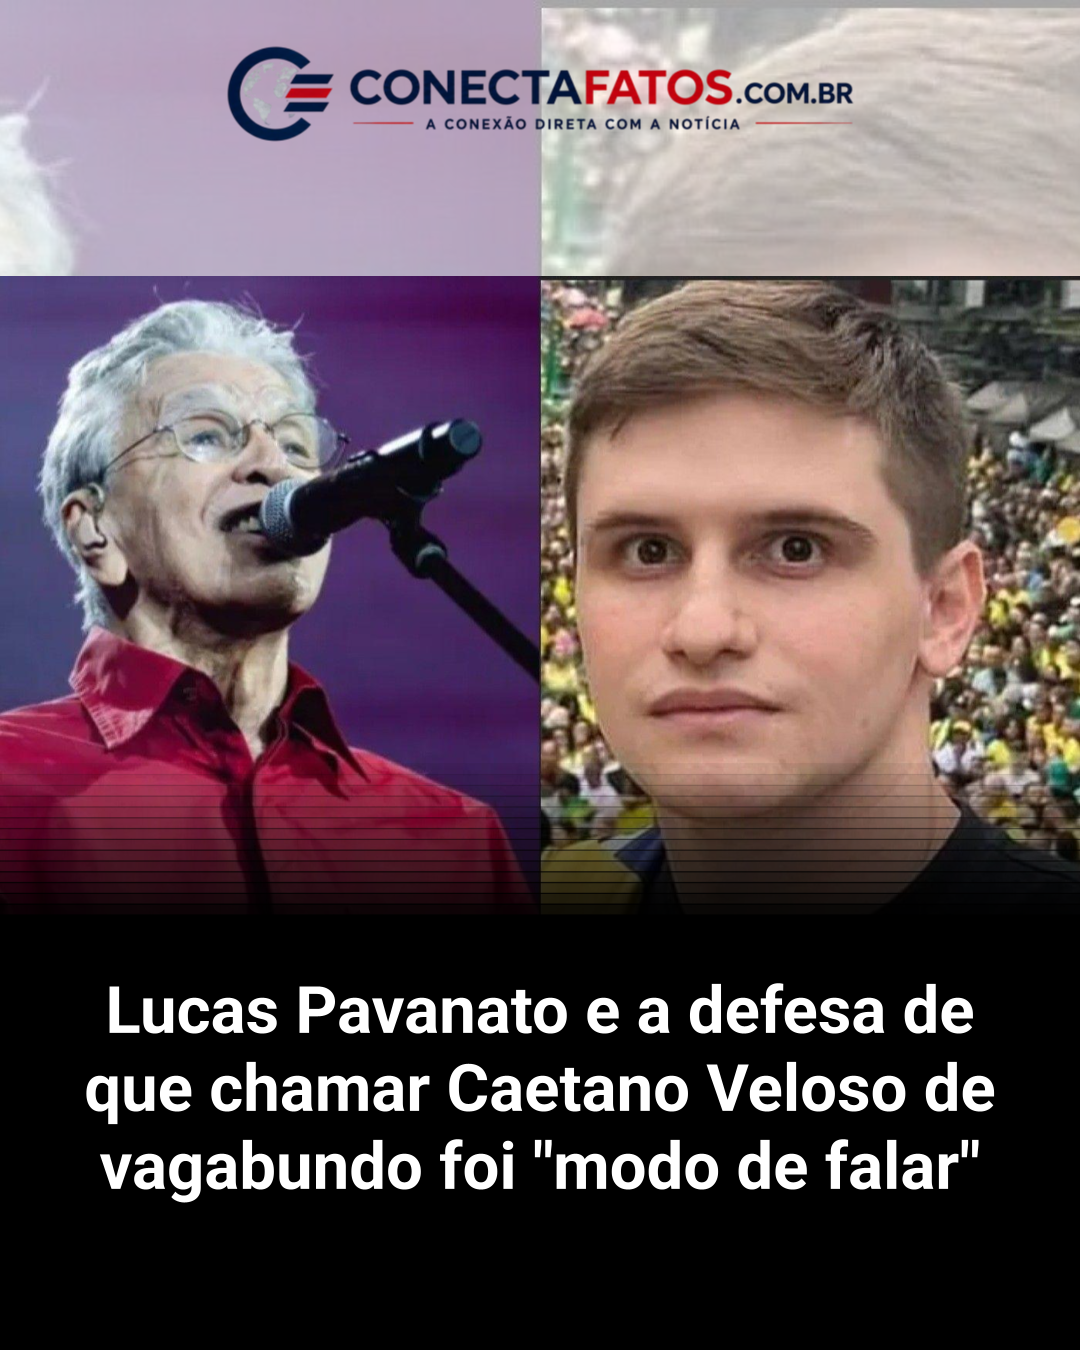 CONECTAFATOS.COM.BR
A CONEXÃO DIRETA COM A NOTÍCIA
Lucas Pavanato e a defesa de
que chamar Caetano Veloso de
vagabundo foi "modo de falar"